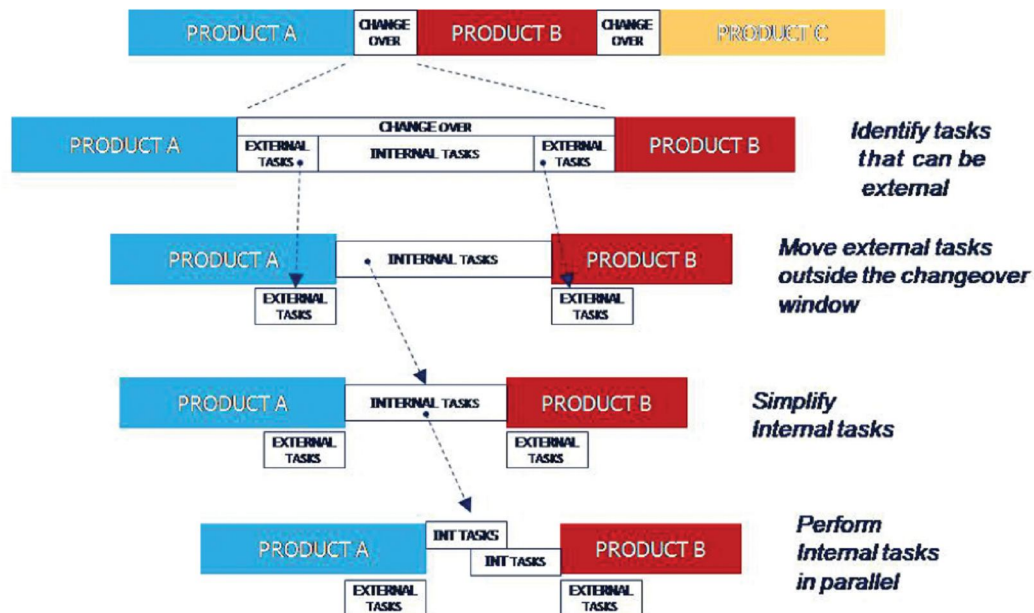 PRODUCT A
CHANGE
OVER
PRODUCT B
CHANGE
OVER
PRODUCT C
CHANGE OVER
PRODUCT A
EXTERNAL
TASKS
INTERNAL TASKS
EXTERNAL
TASKS
PRODUCT B
Identify tasks
that can be
external
PRODUCT A
INTERNAL TASKS
PRODUCT B
EXTERNAL
TASKS
EXTERNAL
TASKS
Move external tasks
outside the changeover
window
PRODUCT A
INTERNAL TASKS
PRODUCT B
EXTERNAL
TASKS
EXTERNAL
TASKS
Simplify
Internal tasks
PRODUCT A
INT TASKS
INT TASKS
PRODUCT B
EXTERNAL
TASKS
EXTERNAL
TASKS
Perform
Internal tasks
in parallel